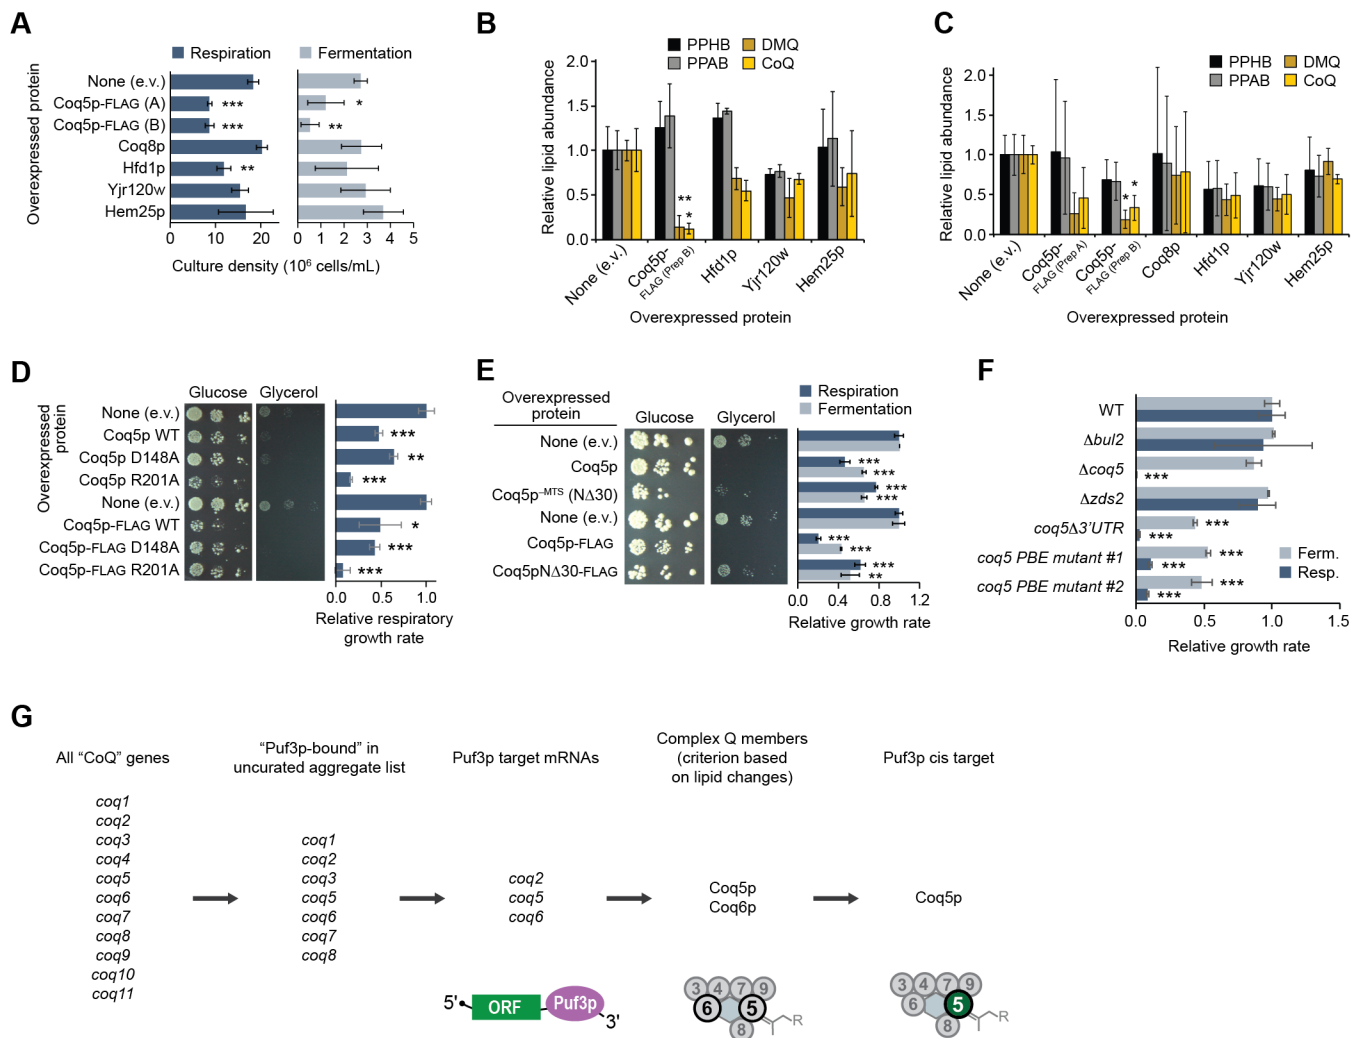 A
Respiration
Fermentation
Overexpressed protein
None (e.v.)
Coq5p-FLAG (A)
***
*
Coq5p-FLAG (B)
***
**
Coq8p
Hfd1p
**
Yjr120w
Hem25p
0 10 20
0 1 2 3 4 5
Culture density (10⁶ cells/mL)
B
PPHB
DMQ
PPAB
CoQ
Relative lipid abundance
2.0
1.5
1.0
0.5
0.0
**
*
None (e.v.)
Coq5p-
FLAG (Prep B)
Hfd1p
Yjr120w
Hem25p
Overexpressed protein
C
PPHB
DMQ
PPAB
CoQ
Relative lipid abundance
2.0
1.5
1.0
0.5
0.0
*
*
None (e.v.)
Coq5p-
FLAG (Prep A)
Coq5p-
FLAG (Prep B)
Coq8p
Hfd1p
Yjr120w
Hem25p
Overexpressed protein
D
Overexpressed
protein
Glucose
Glycerol
None (e.v.)
Coq5p WT
***
Coq5p D148A
**
Coq5p R201A
***
None (e.v.)
Coq5p-FLAG WT
*
Coq5p-FLAG D148A
***
Coq5p-FLAG R201A
***
0.0 0.5 1.0
Relative respiratory
growth rate
E
Overexpressed
protein
Glucose
Glycerol
Respiration
Fermentation
None (e.v.)
Coq5p
***
***
Coq5p⁻ᴹᵀˢ (NΔ30)
***
***
None (e.v.)
Coq5p-FLAG
***
***
Coq5pNΔ30-FLAG
***
**
0.0 0.4 0.8 1.2
Relative growth rate
F
WT
Δbul2
Δcoq5
***
Δzds2
coq5Δ3'UTR
***
***
coq5 PBE mutant #1
***
***
coq5 PBE mutant #2
***
***
Ferm.
Resp.
0.0 0.5 1.0 1.5
Relative growth rate
G
All “CoQ” genes
coq1
coq2
coq3
coq4
coq5
coq6
coq7
coq8
coq9
coq10
coq11
“Puf3p-bound” in
uncurated aggregate list
coq1
coq2
coq3
coq5
coq6
coq7
coq8
Puf3p target mRNAs
coq2
coq5
coq6
5' ORF Puf3p 3'
Complex Q members
(criterion based
on lipid changes)
Coq5p
Coq6p
3 4 7 9
6 5
8
R
Puf3p cis target
Coq5p
3 4 7 9
6 5
8
R